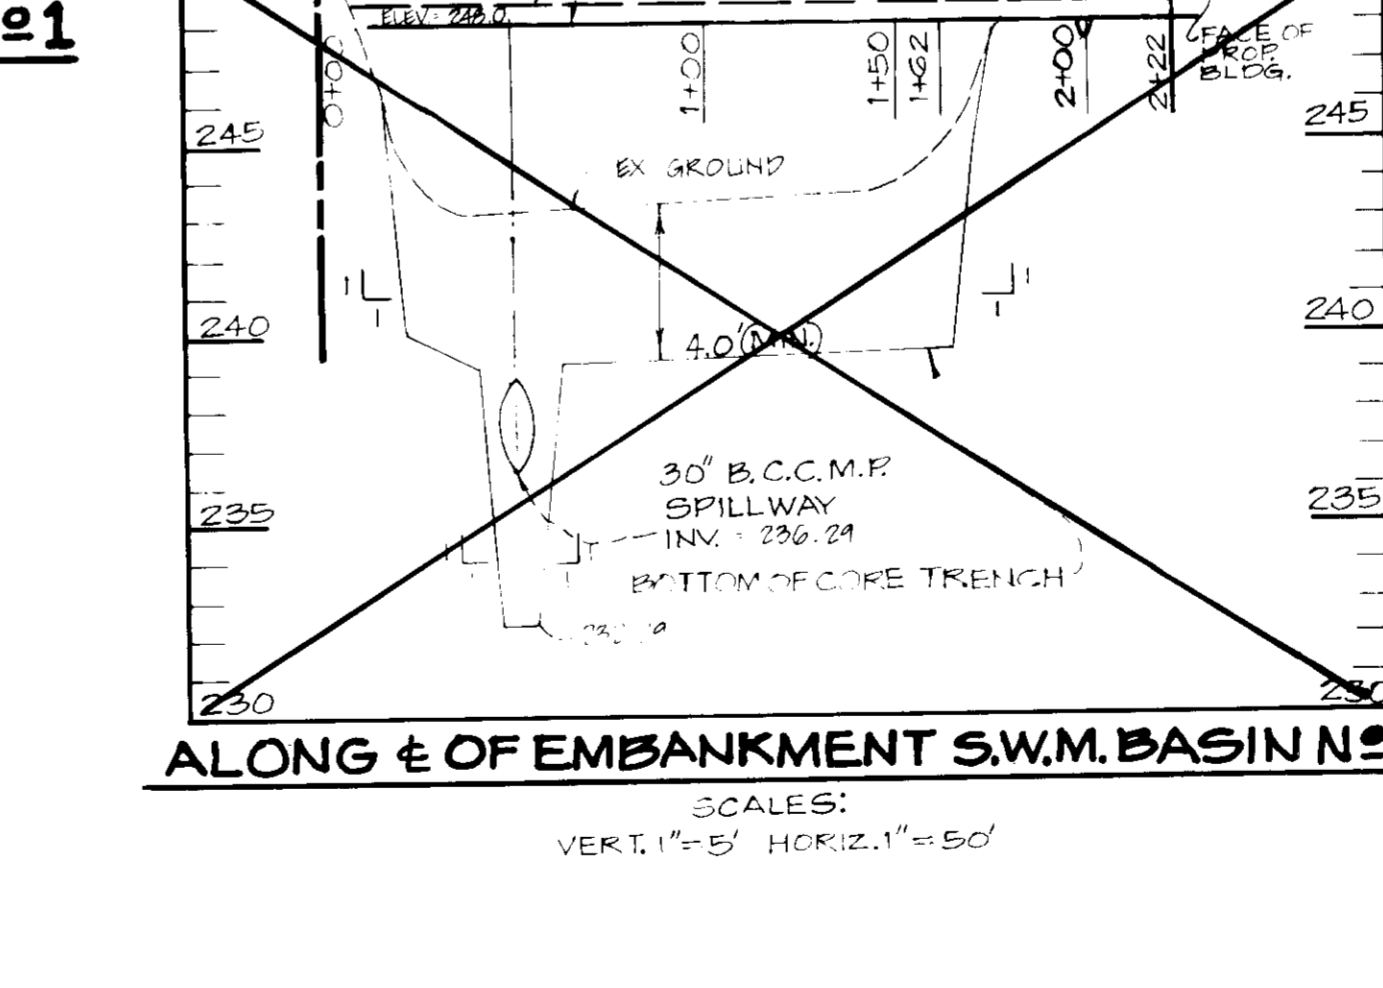 º1
ELEV. = 248.0
0+00
1+00
1+50
1+62
2+00
2+22
FACE OF
PROP.
BLDG.
245
245
EX GROUND
1
1
1
1
240
240
4.0' (MIN.)
30" B.C.C.M.P.
SPILLWAY
INV. = 236.29
235
235
BOTTOM OF CORE TRENCH
230
230
ALONG ℄ OF EMBANKMENT S.W.M. BASIN Nº
SCALES:
VERT. 1"=5' HORIZ. 1"=50'